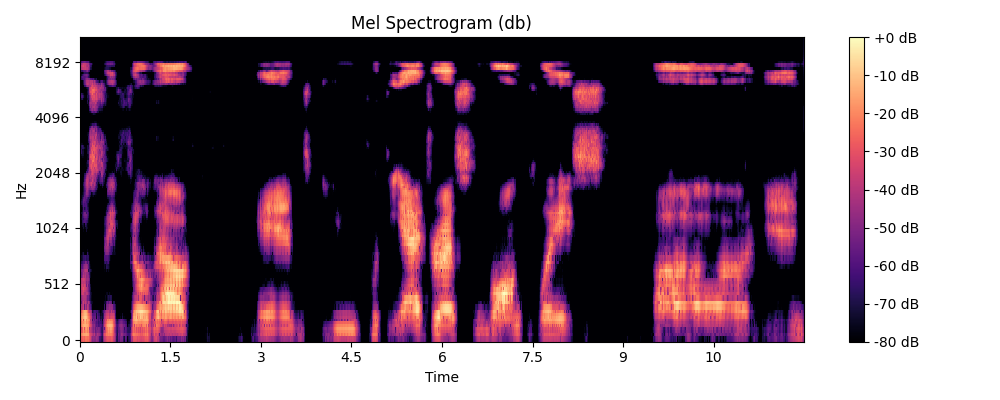 Mel Spectrogram (db)
8192
4096
2048
1024
512
0
Hz
0 1.5 3 4.5 6 7.5 9 10
Time
+0 dB
-10 dB
-20 dB
-30 dB
-40 dB
-50 dB
-60 dB
-70 dB
-80 dB